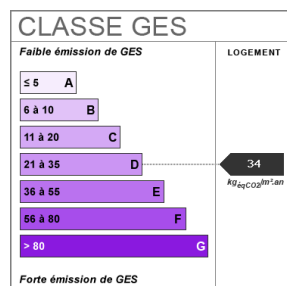 CLASSE GES
Faible émission de GES
LOGEMENT
≤ 5 A
6 à 10 B
11 à 20 C
21 à 35 D
34
kgéqCO2/m².an
36 à 55 E
56 à 80 F
> 80 G
Forte émission de GES